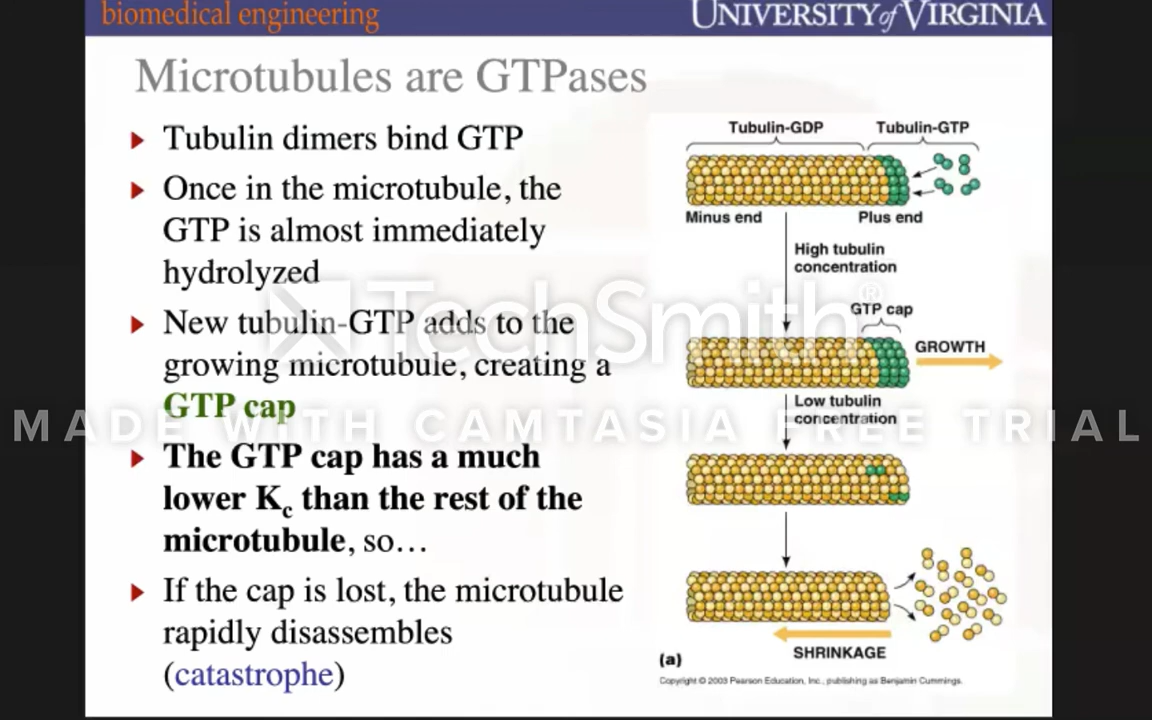 biomedical engineering
UNIVERSITY of VIRGINIA
Microtubules are GTPases
Tubulin dimers bind GTP
Once in the microtubule, the
GTP is almost immediately
hydrolyzed
New tubulin-GTP adds to the
growing microtubule, creating a
GTP cap
The GTP cap has a much
lower Kc than the rest of the
microtubule, so…
If the cap is lost, the microtubule
rapidly disassembles
(catastrophe)
Tubulin-GDP
Tubulin-GTP
Minus end
Plus end
High tubulin
concentration
GTP cap
GROWTH
Low tubulin
concentration
SHRINKAGE
(a)
Copyright © 2003 Pearson Education, Inc., publishing as Benjamin Cummings.
TechSmith®
MADE WITH CAMTASIA FREE TRIAL